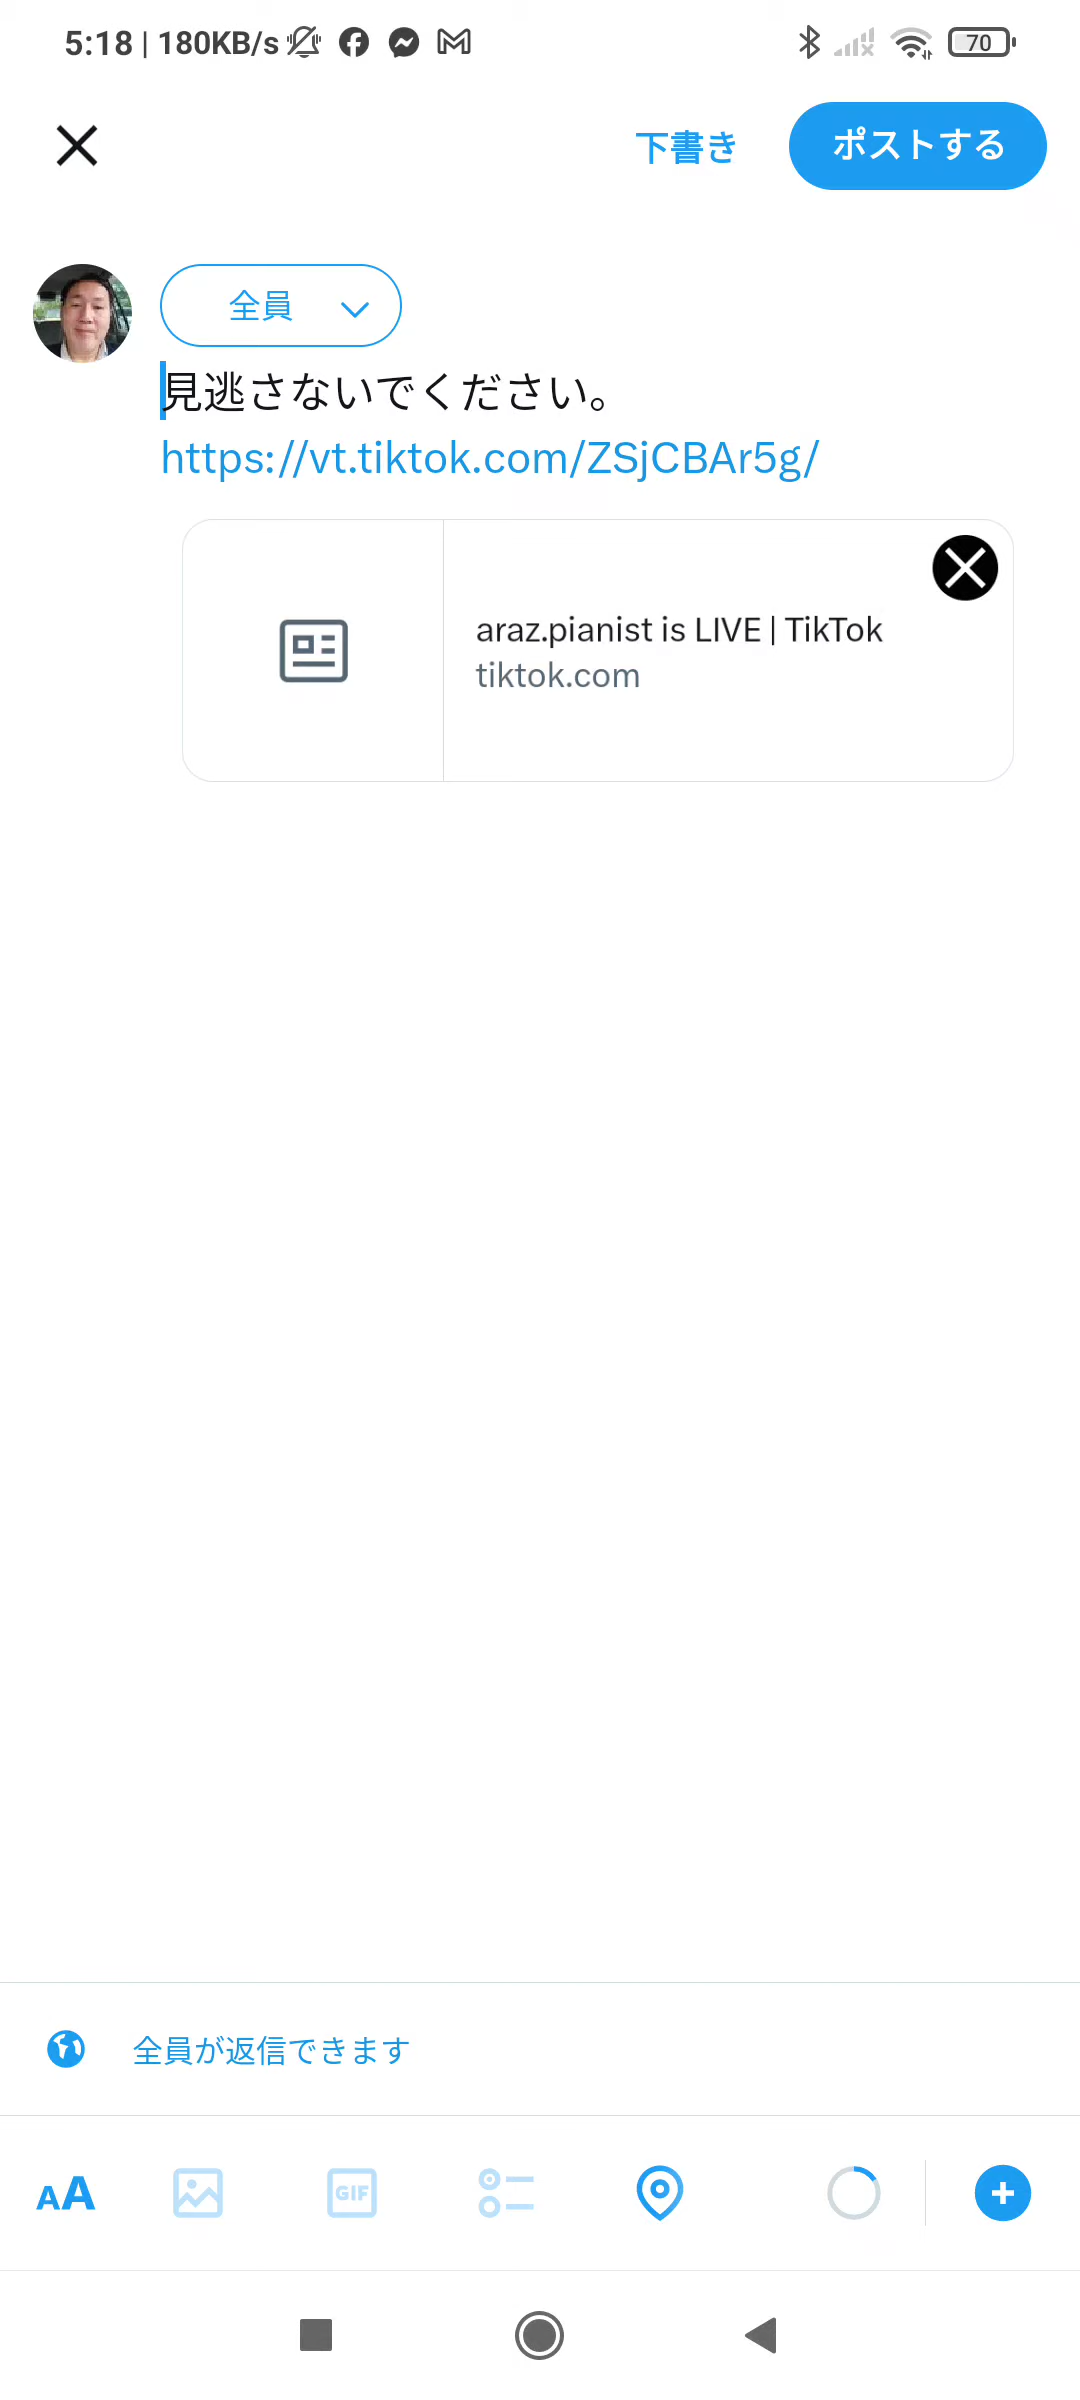 5:18 | 180KB/s
70
下書き
ポストする
全員
見逃さないでください。
https://vt.tiktok.com/ZSjCBAr5g/
araz.pianist is LIVE | TikTok
tiktok.com
全員が返信できます
AA
GIF